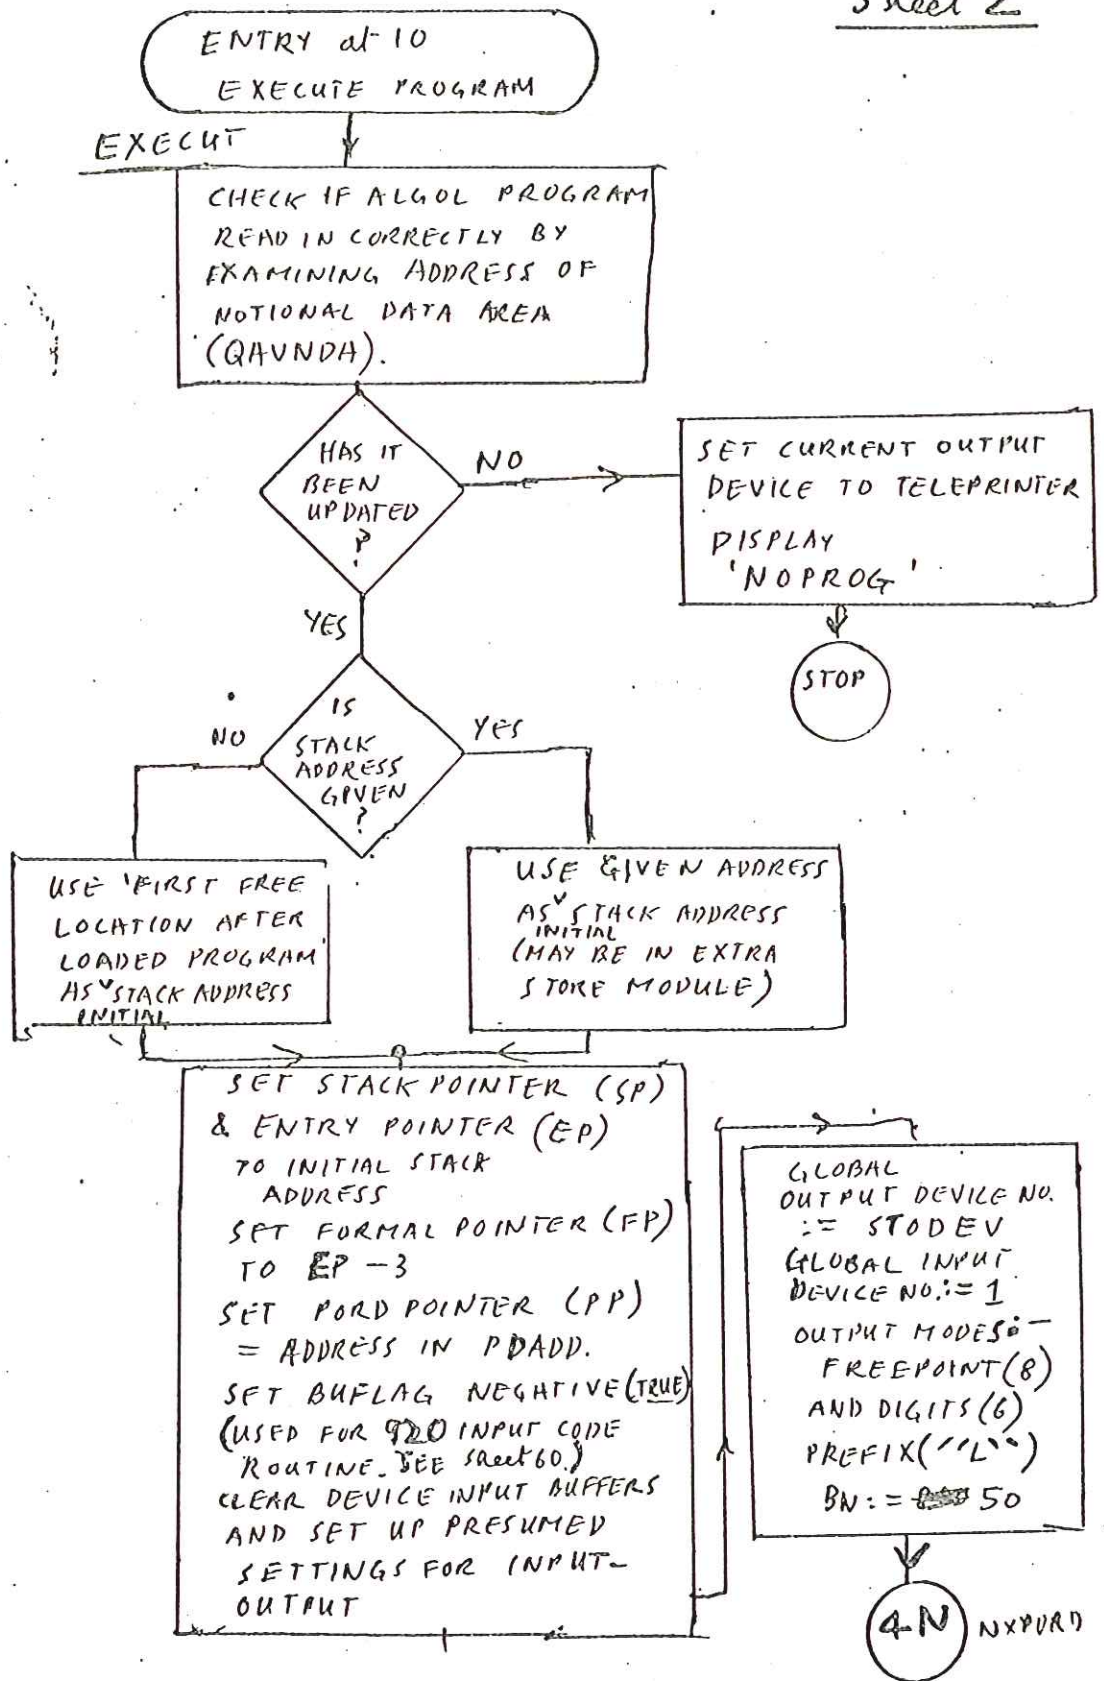 Sheet 2
ENTRY at 10
EXECUTE PROGRAM
EXECUT
CHECK IF ALGOL PROGRAM
READ IN CORRECTLY BY
EXAMINING ADDRESS OF
NOTIONAL DATA AREA
(QAVNDA).
HAS IT
BEEN
UPDATED
?
NO
SET CURRENT OUTPUT
DEVICE TO TELEPRINTER
DISPLAY
'NOPROG'
STOP
YES
IS
STACK
ADDRESS
GIVEN
?
NO
YES
USE 'FIRST FREE
LOCATION AFTER
LOADED PROGRAM'
AS STACK ADDRESS
INITIAL
USE GIVEN ADDRESS
AS STACK ADDRESS
INITIAL
(MAY BE IN EXTRA
STORE MODULE)
SET STACK POINTER (SP)
& ENTRY POINTER (EP)
TO INITIAL STACK
ADDRESS
SET FORMAL POINTER (FP)
TO EP -3
SET PORD POINTER (PP)
= ADDRESS IN PDADD.
SET BUFLAG NEGATIVE (TRUE)
(USED FOR 920 INPUT CODE
ROUTINE. SEE sheet 60.)
CLEAR DEVICE INPUT BUFFERS
AND SET UP PRESUMED
SETTINGS FOR INPUT-
OUTPUT
GLOBAL
OUTPUT DEVICE NO.
:= STODEV
GLOBAL INPUT
DEVICE NO.:= 1
OUTPUT MODES:-
FREEPOINT(8)
AND DIGITS(6)
PREFIX(´´L``)
BN := 50
4N
NXPORD